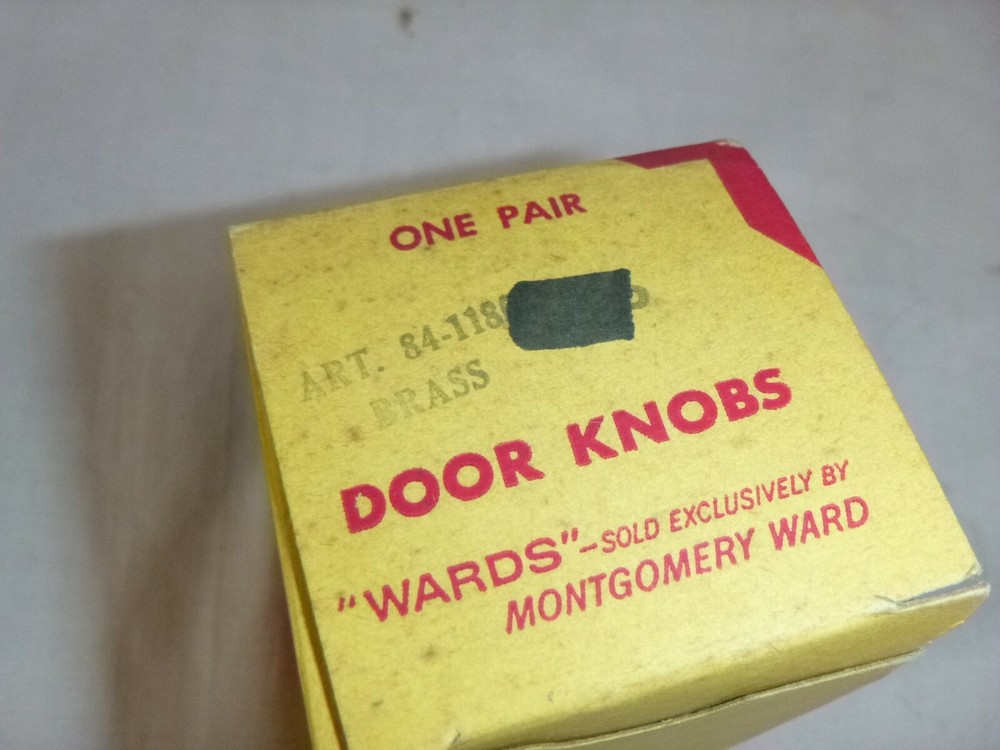 ONE PAIR
ART. 84-118
BRASS
DOOR KNOBS
"WARDS"–SOLD EXCLUSIVELY BY
MONTGOMERY WARD